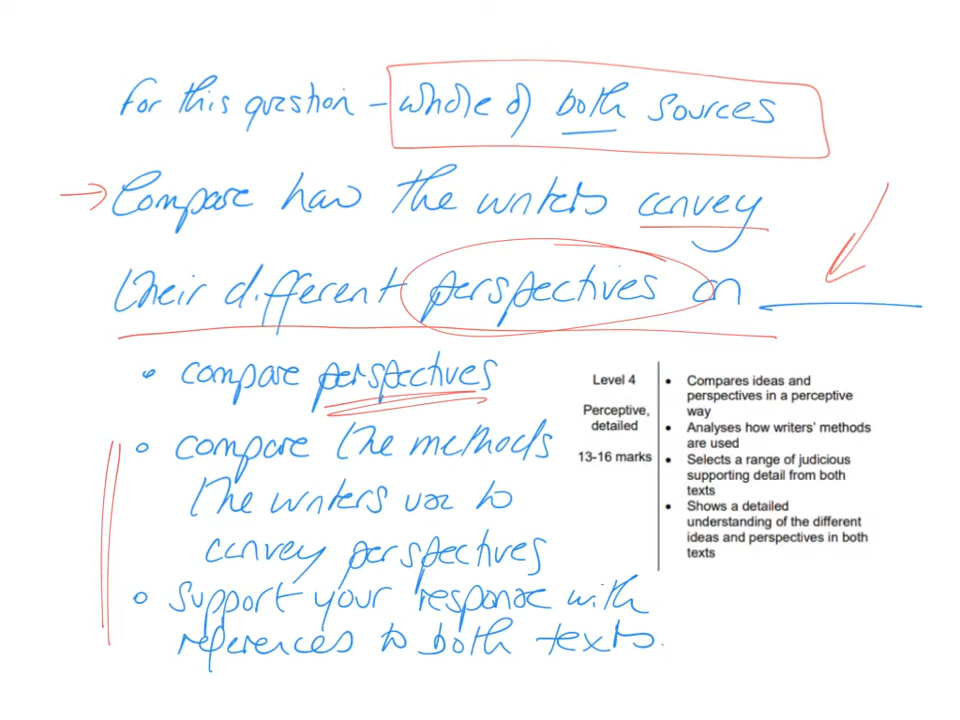 For this question – whole of both sources
Compare how the writers convey
their different perspectives on ________
• compare perspectives
• compare the methods
the writers use to
convey perspectives
• support your response with
references to both texts.
Level 4
Perceptive,
detailed
13-16 marks
• Compares ideas and
perspectives in a perceptive
way
• Analyses how writers' methods
are used
• Selects a range of judicious
supporting detail from both
texts
• Shows a detailed
understanding of the different
ideas and perspectives in both
texts